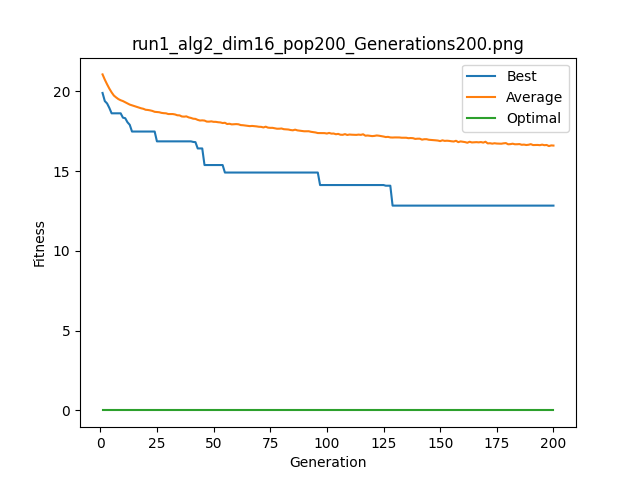 run1_alg2_dim16_pop200_Generations200.png
Best
Average
Optimal
Fitness
20
15
10
5
0
0 25 50 75 100 125 150 175 200
Generation